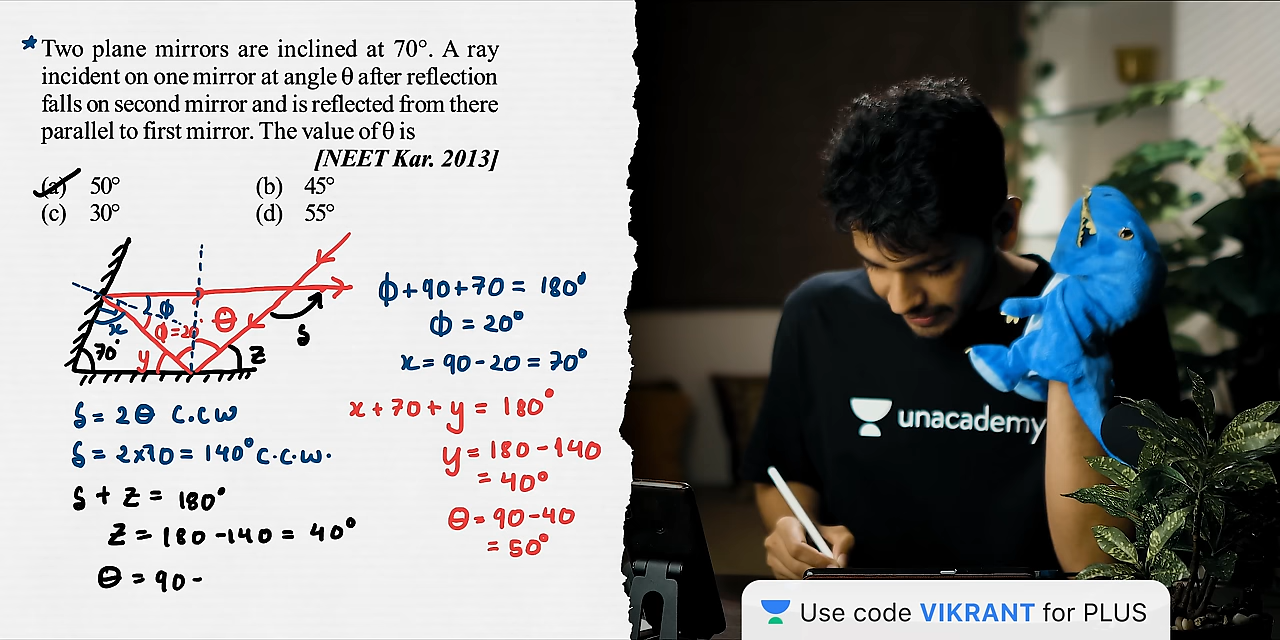 *Two plane mirrors are inclined at 70°. A ray
incident on one mirror at angle θ after reflection
falls on second mirror and is reflected from there
parallel to first mirror. The value of θ is
[NEET Kar. 2013]
(a) 50° (b) 45°
(c) 30° (d) 55°
ϕ
ϕ=20°
θ
x
70°
y
z
δ
ϕ+90+70 = 180°
ϕ = 20°
x = 90-20 = 70°
x+70+y = 180°
y = 180-140
= 40°
θ = 90-40
= 50°
δ = 2θ C.C.W
δ = 2x70 = 140° C.C.W.
δ + z = 180°
z = 180-140 = 40°
θ = 90-
unacademy
Use code VIKRANT for PLUS